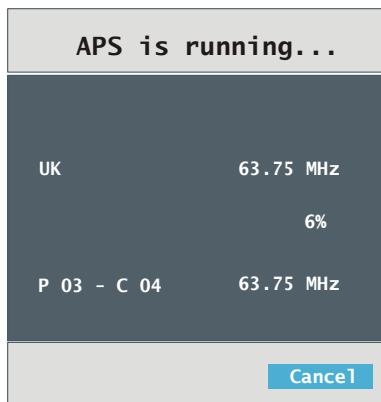 APS is running...
UK 63.75 MHz
6%
P 03 - C 04 63.75 MHz
Cancel